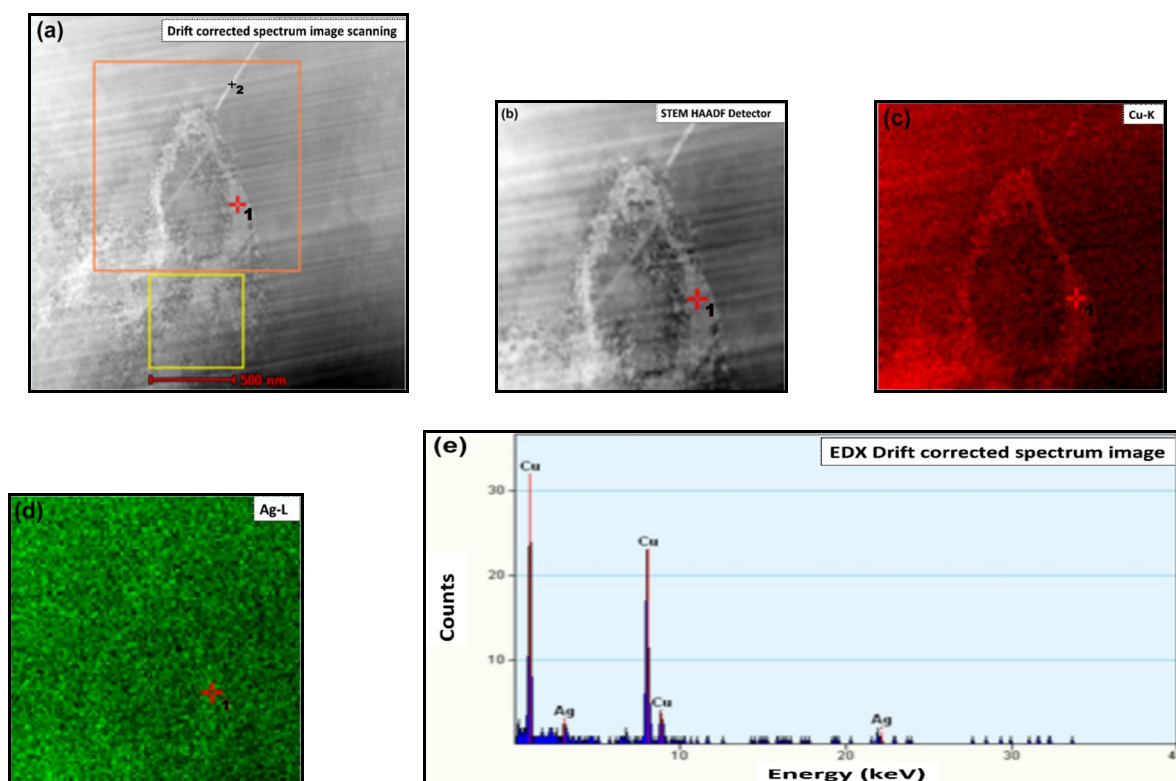 (a)
Drift corrected spectrum image scanning
2
1
500 nm
(b)
STEM HAADF Detector
1
(c)
Cu-K
1
(d)
Ag-L
1
(e)
EDX Drift corrected spectrum image
Cu
30
Cu
20
Counts
10
Ag
Cu
Ag
10
20
30
Energy (keV)